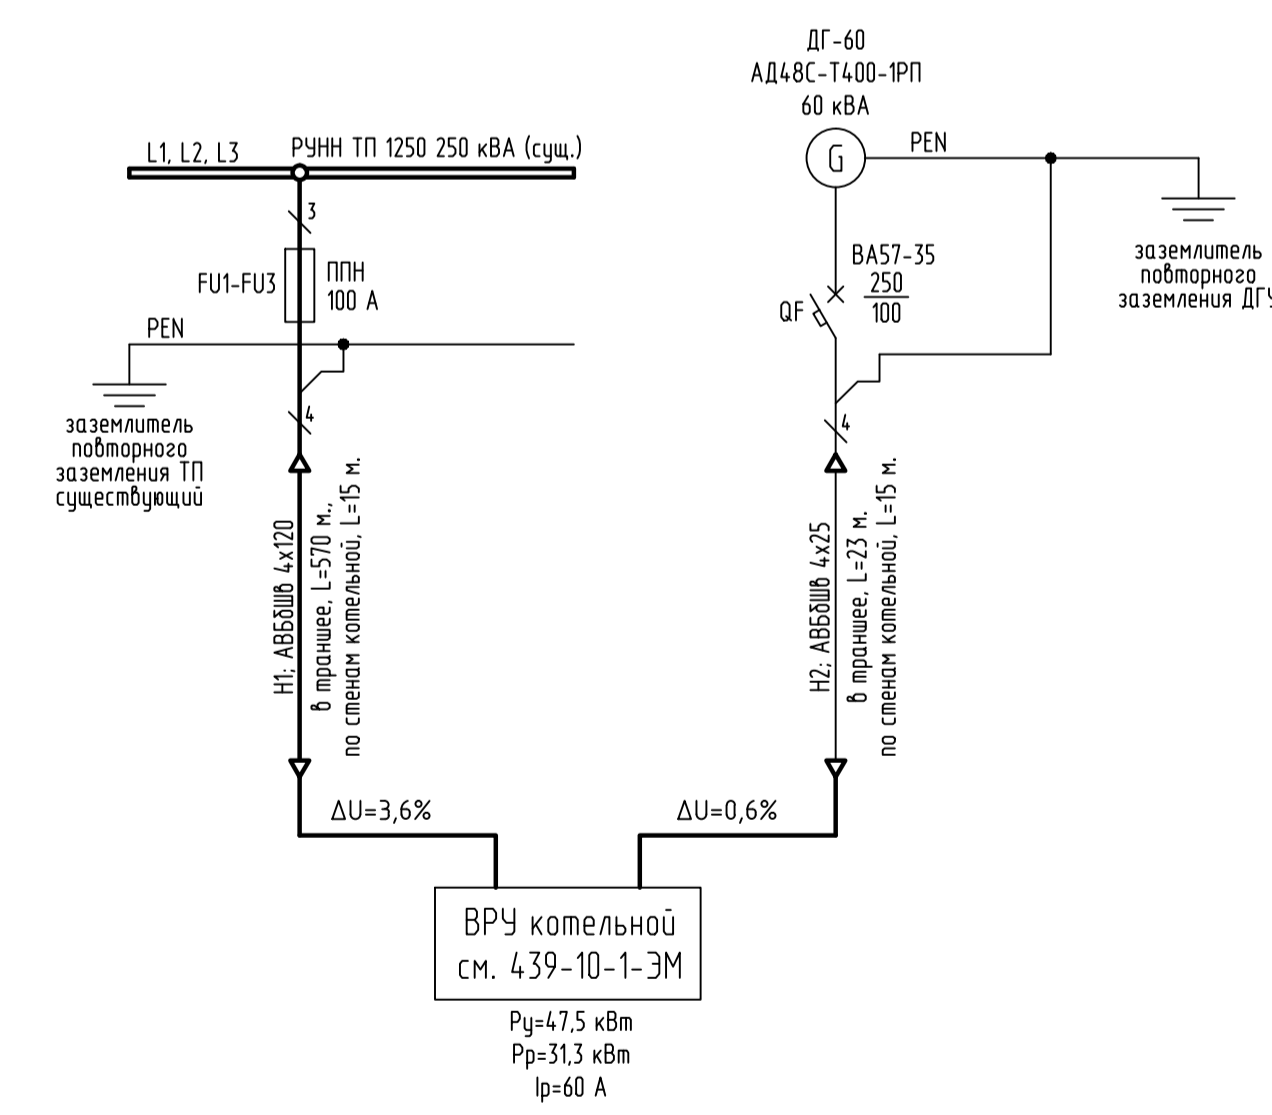 ДГ-60
АД48С-Т400-1РП
60 кВА
L1, L2, L3
РУНН ТП 1250 250 кВА (сущ.)
3
FU1-FU3
ППН
100 А
PEN
4
заземлитель
повторного
заземления ТП
существующий
G
PEN
заземлитель
повторного
заземления ДГУ
ВА57-35
250
100
QF
4
Н1; АВБбШв 4х120
в траншее, L=570 м.,
по стенам котельной, L=15 м.
Н2; АВБбШв 4х25
в траншее, L=23 м.
по стенам котельной, L=15 м.
ΔU=3,6%
ΔU=0,6%
ВРУ котельной
см. 439-10-1-ЭМ
Ру=47,5 кВт
Рр=31,3 кВт
Iр=60 А